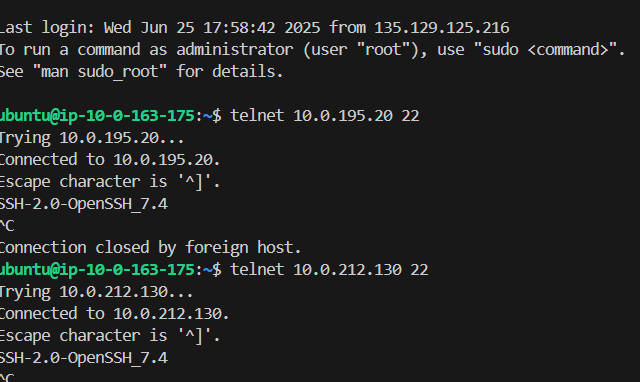 Last login: Wed Jun 25 17:58:42 2025 from 135.129.125.216
To run a command as administrator (user "root"), use "sudo <command>".
See "man sudo_root" for details.

ubuntu@ip-10-0-163-175:~$ telnet 10.0.195.20 22
Trying 10.0.195.20...
Connected to 10.0.195.20.
Escape character is '^]'.
SSH-2.0-OpenSSH_7.4
^C
Connection closed by foreign host.
ubuntu@ip-10-0-163-175:~$ telnet 10.0.212.130 22
Trying 10.0.212.130...
Connected to 10.0.212.130.
Escape character is '^]'.
SSH-2.0-OpenSSH_7.4
^C